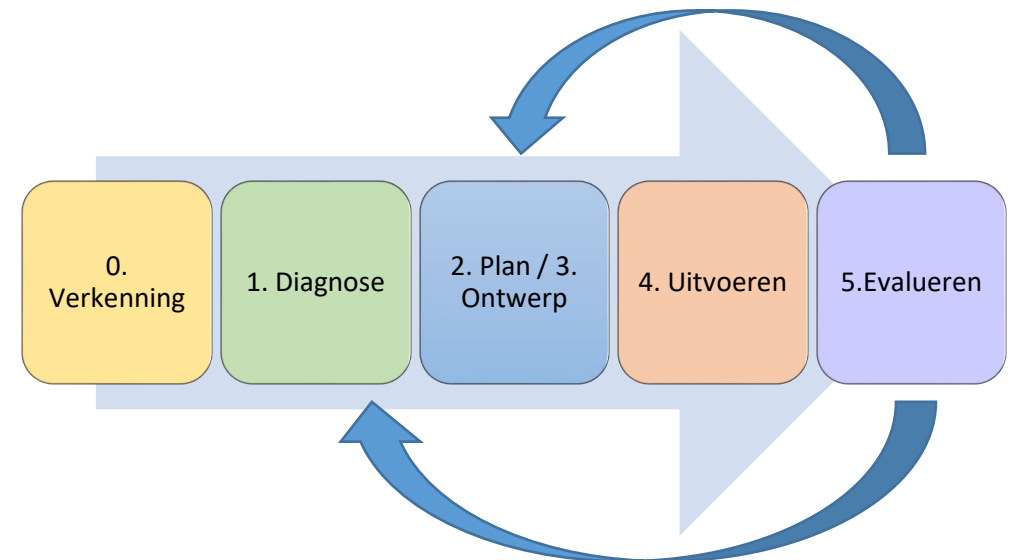 0.
Verkenning
1. Diagnose
2. Plan / 3.
Ontwerp
4. Uitvoeren
5.Evalueren